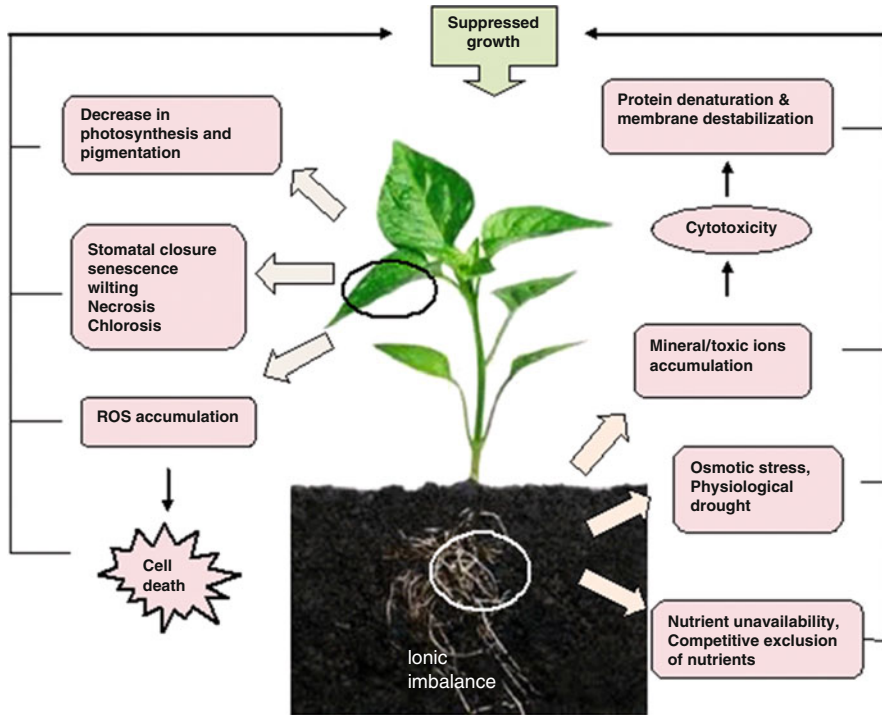 Suppressed
growth
Decrease in
photosynthesis and
pigmentation
Stomatal closure
senescence
wilting
Necrosis
Chlorosis
ROS accumulation
Cell
death
Protein denaturation &
membrane destabilization
Cytotoxicity
Mineral/toxic ions
accumulation
Osmotic stress,
Physiological
drought
Nutrient unavailability,
Competitive exclusion
of nutrients
Ionic
imbalance